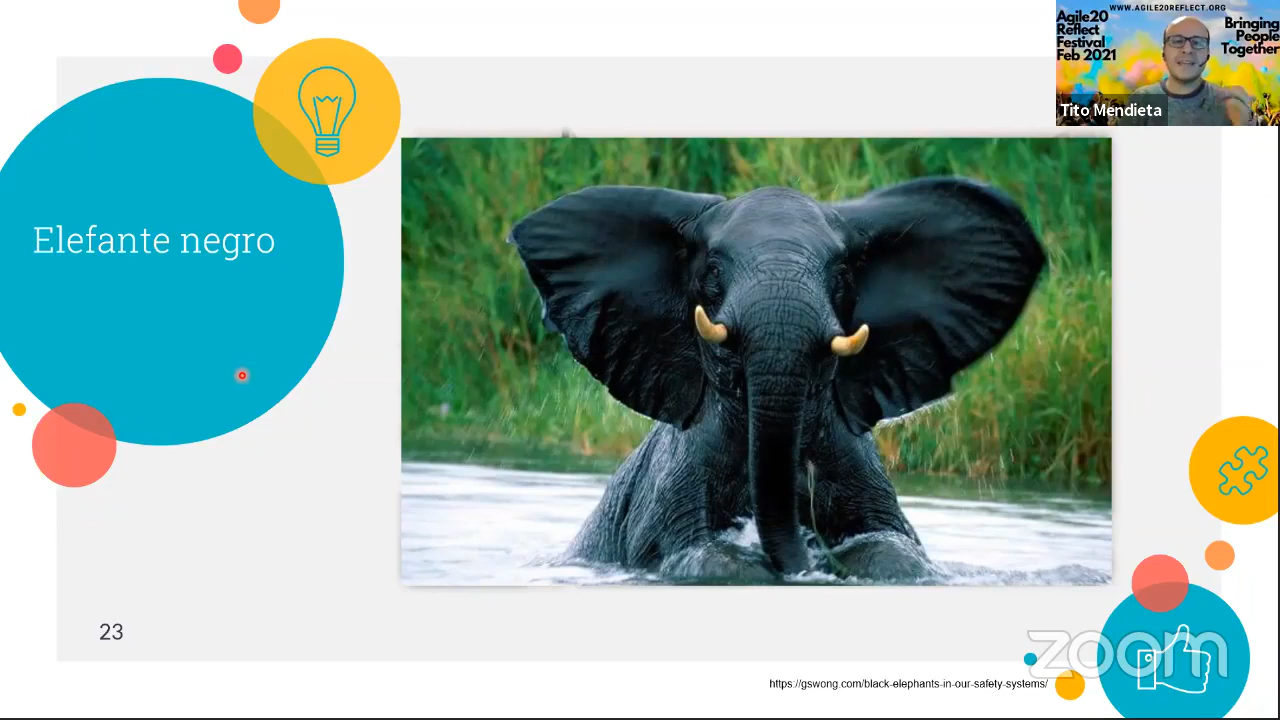 WWW.AGILE20REFLECT.ORG
Agile20
Reflect
Festival
Feb 2021
Bringing
People
Together
Tito Mendieta
Elefante negro
23
zoom
https://gswong.com/black-elephants-in-our-safety-systems/